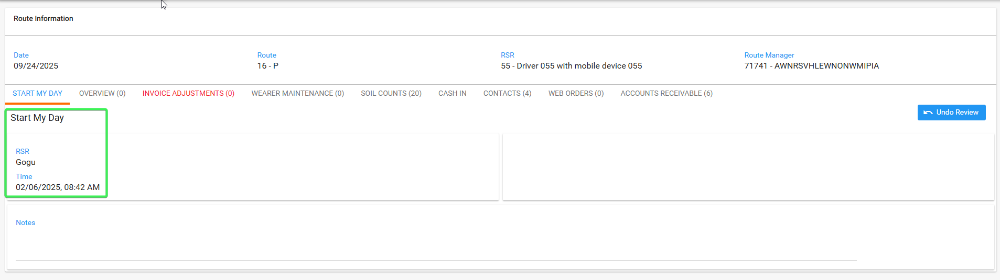 Route Information
Date
Route
RSR
Route Manager
09/24/2025
16 - P
55 - Driver 055 with mobile device 055
71741 - AWNRSVHLEWNONWMIPIA
START MY DAY
OVERVIEW (0)
INVOICE ADJUSTMENTS (0)
WEARER MAINTENANCE (0)
SOIL COUNTS (20)
CASH IN
CONTACTS (4)
WEB ORDERS (0)
ACCOUNTS RECEIVABLE (6)
Start My Day
Undo Review
RSR
Gogu
Time
02/06/2025, 08:42 AM
Notes